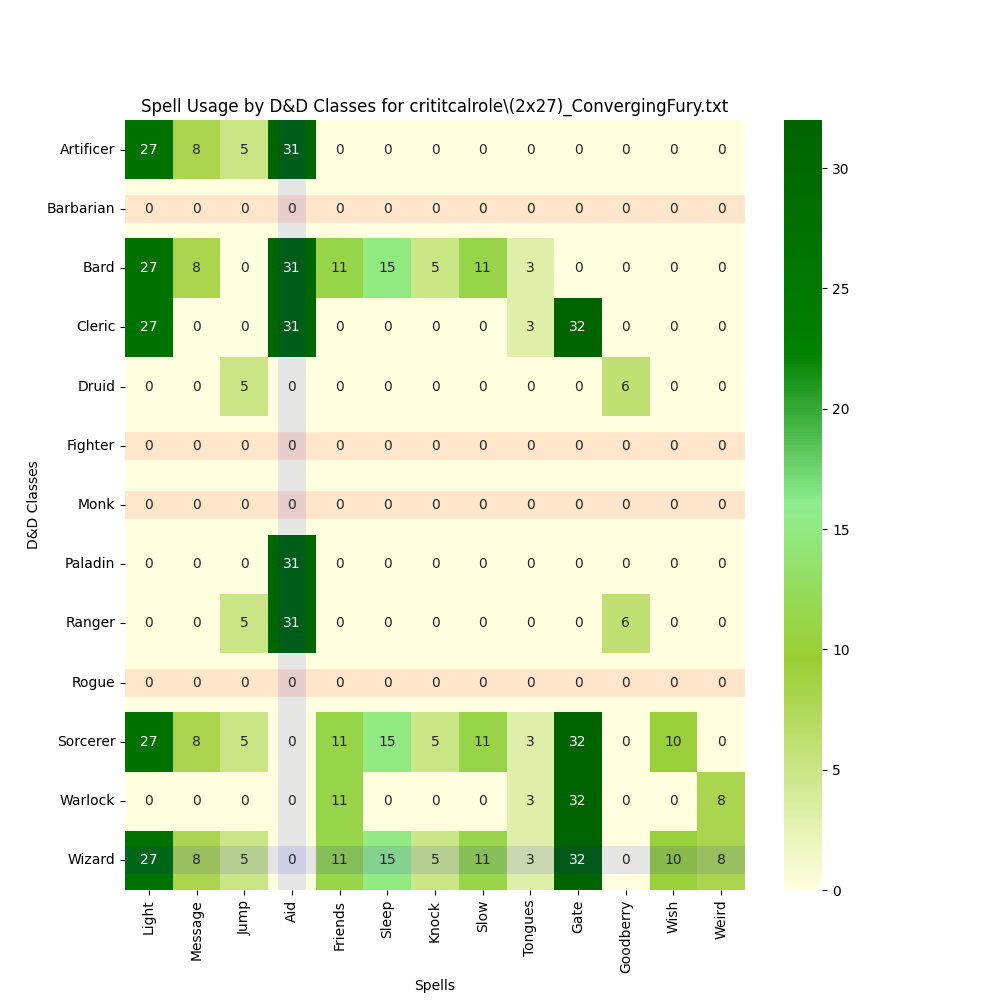 Spell Usage by D&D Classes for crititcalrole\(2x27)_ConvergingFury.txt
Artificer 27 8 5 31 0 0 0 0 0 0 0 0 0
Barbarian 0 0 0 0 0 0 0 0 0 0 0 0 0
Bard 27 8 0 31 11 15 5 11 3 0 0 0 0
Cleric 27 0 0 31 0 0 0 0 3 32 0 0 0
Druid 0 0 5 0 0 0 0 0 0 0 6 0 0
Fighter 0 0 0 0 0 0 0 0 0 0 0 0 0
Monk 0 0 0 0 0 0 0 0 0 0 0 0 0
Paladin 0 0 0 31 0 0 0 0 0 0 0 0 0
Ranger 0 0 5 31 0 0 0 0 0 0 6 0 0
Rogue 0 0 0 0 0 0 0 0 0 0 0 0 0
Sorcerer 27 8 5 0 11 15 5 11 3 32 0 10 0
Warlock 0 0 0 0 11 0 0 0 3 32 0 0 8
Wizard 27 8 5 0 11 15 5 11 3 32 0 10 8
Light Message Jump Aid Friends Sleep Knock Slow Tongues Gate Goodberry Wish Weird
Spells
D&D Classes
30
25
20
15
10
5
0